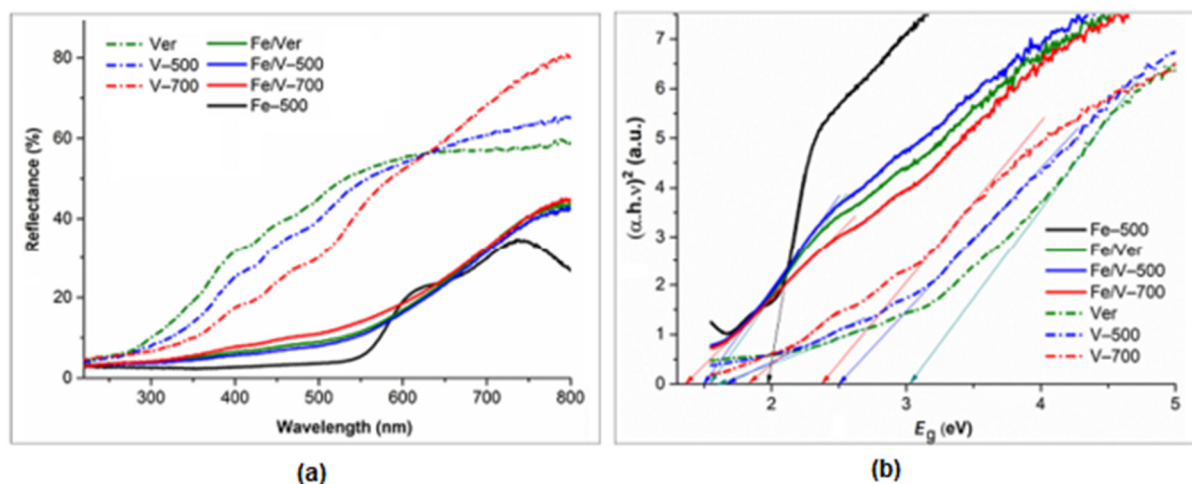 Ver
V–500
V–700
Fe/Ver
Fe/V–500
Fe/V–700
Fe–500
80
60
40
20
0
Reflectance (%)
300
400
500
600
700
800
Wavelength (nm)
(a)
7
6
5
4
3
2
1
0
(α.h.ν)² (a.u.)
Fe–500
Fe/Ver
Fe/V–500
Fe/V–700
Ver
V–500
V–700
2
3
4
5
Eg (eV)
(b)